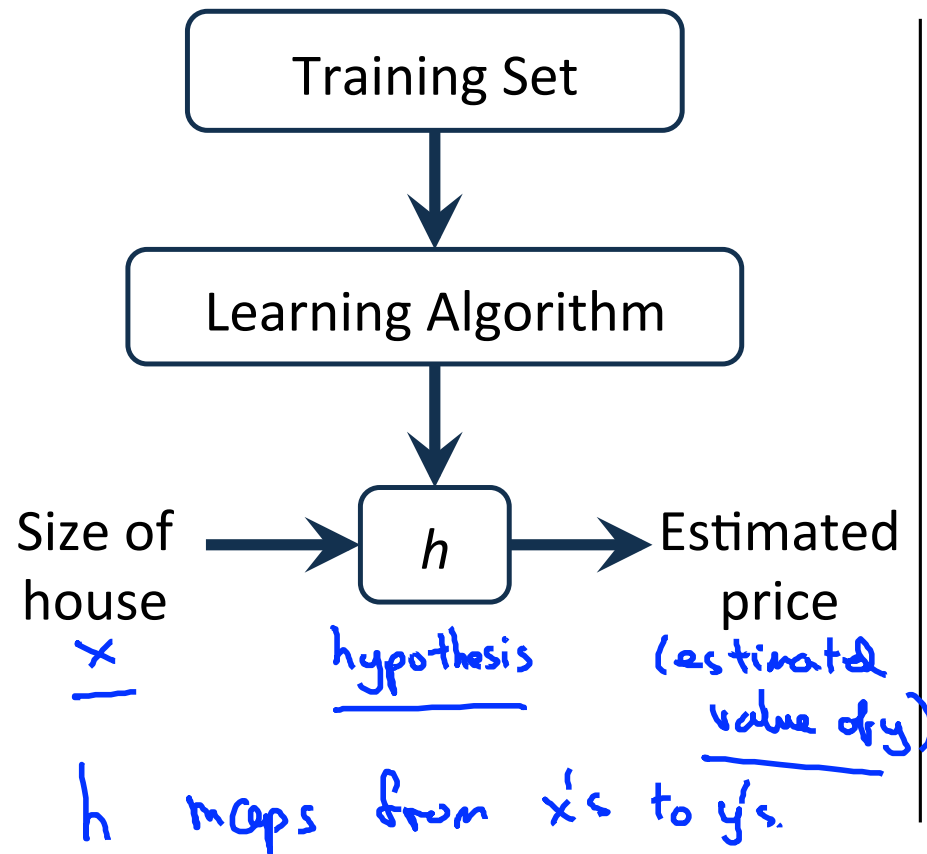 Training Set
Learning Algorithm
Size of
house
h
Estimated
price
x
hypothesis
(estimated
value of y)
h maps from x's to y's.